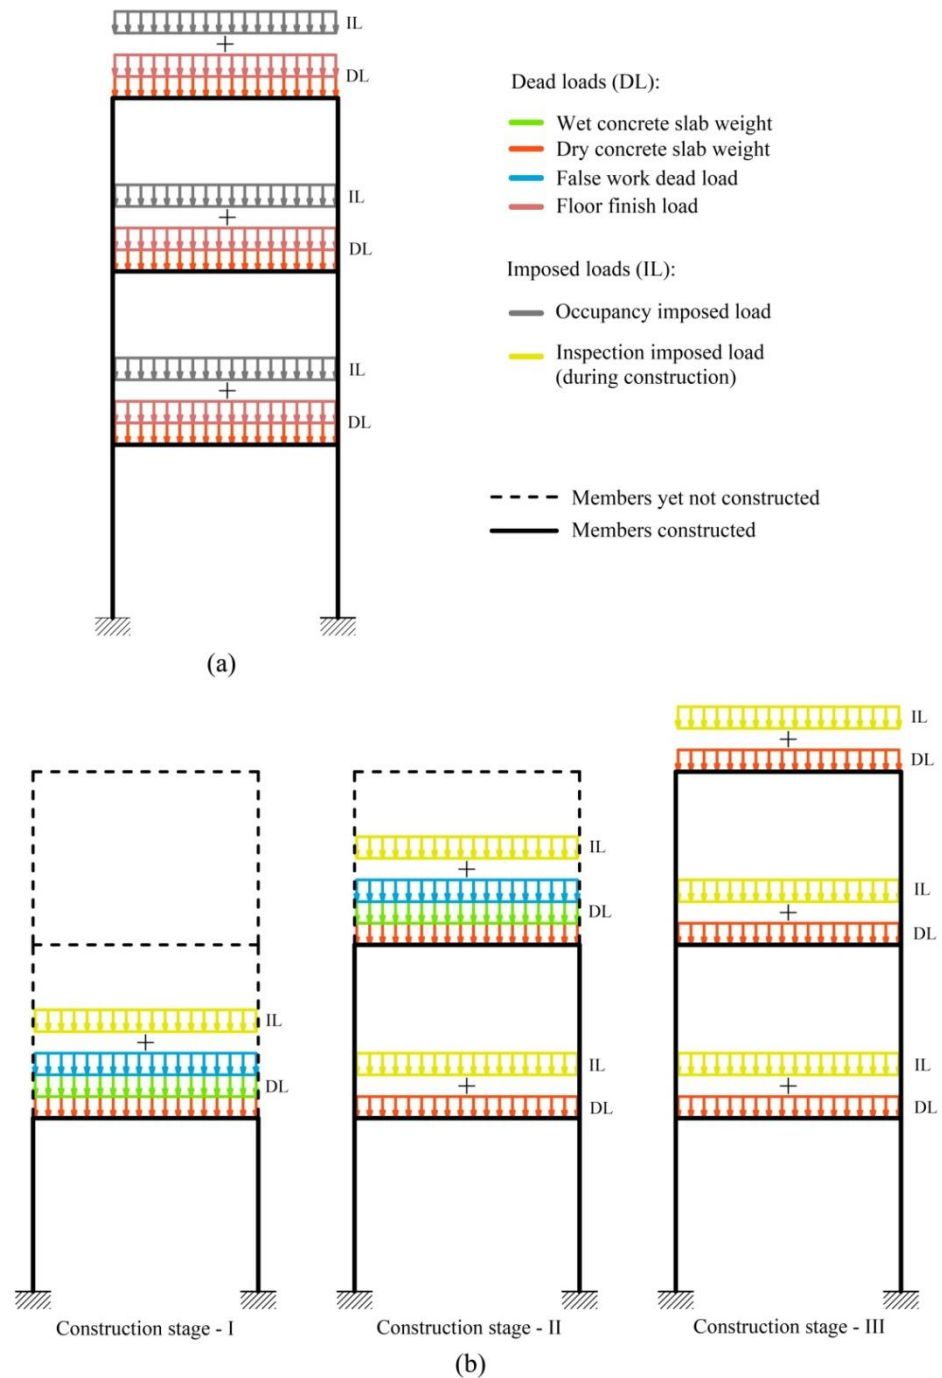 IL
+
DL
IL
+
DL
IL
+
DL
(a)
Dead loads (DL):
Wet concrete slab weight
Dry concrete slab weight
False work dead load
Floor finish load
Imposed loads (IL):
Occupancy imposed load
Inspection imposed load
(during construction)
Members yet not constructed
Members constructed
IL
+
DL
Construction stage - I
IL
+
DL
IL
+
DL
Construction stage - II
IL
+
DL
IL
+
DL
IL
+
DL
Construction stage - III
(b)